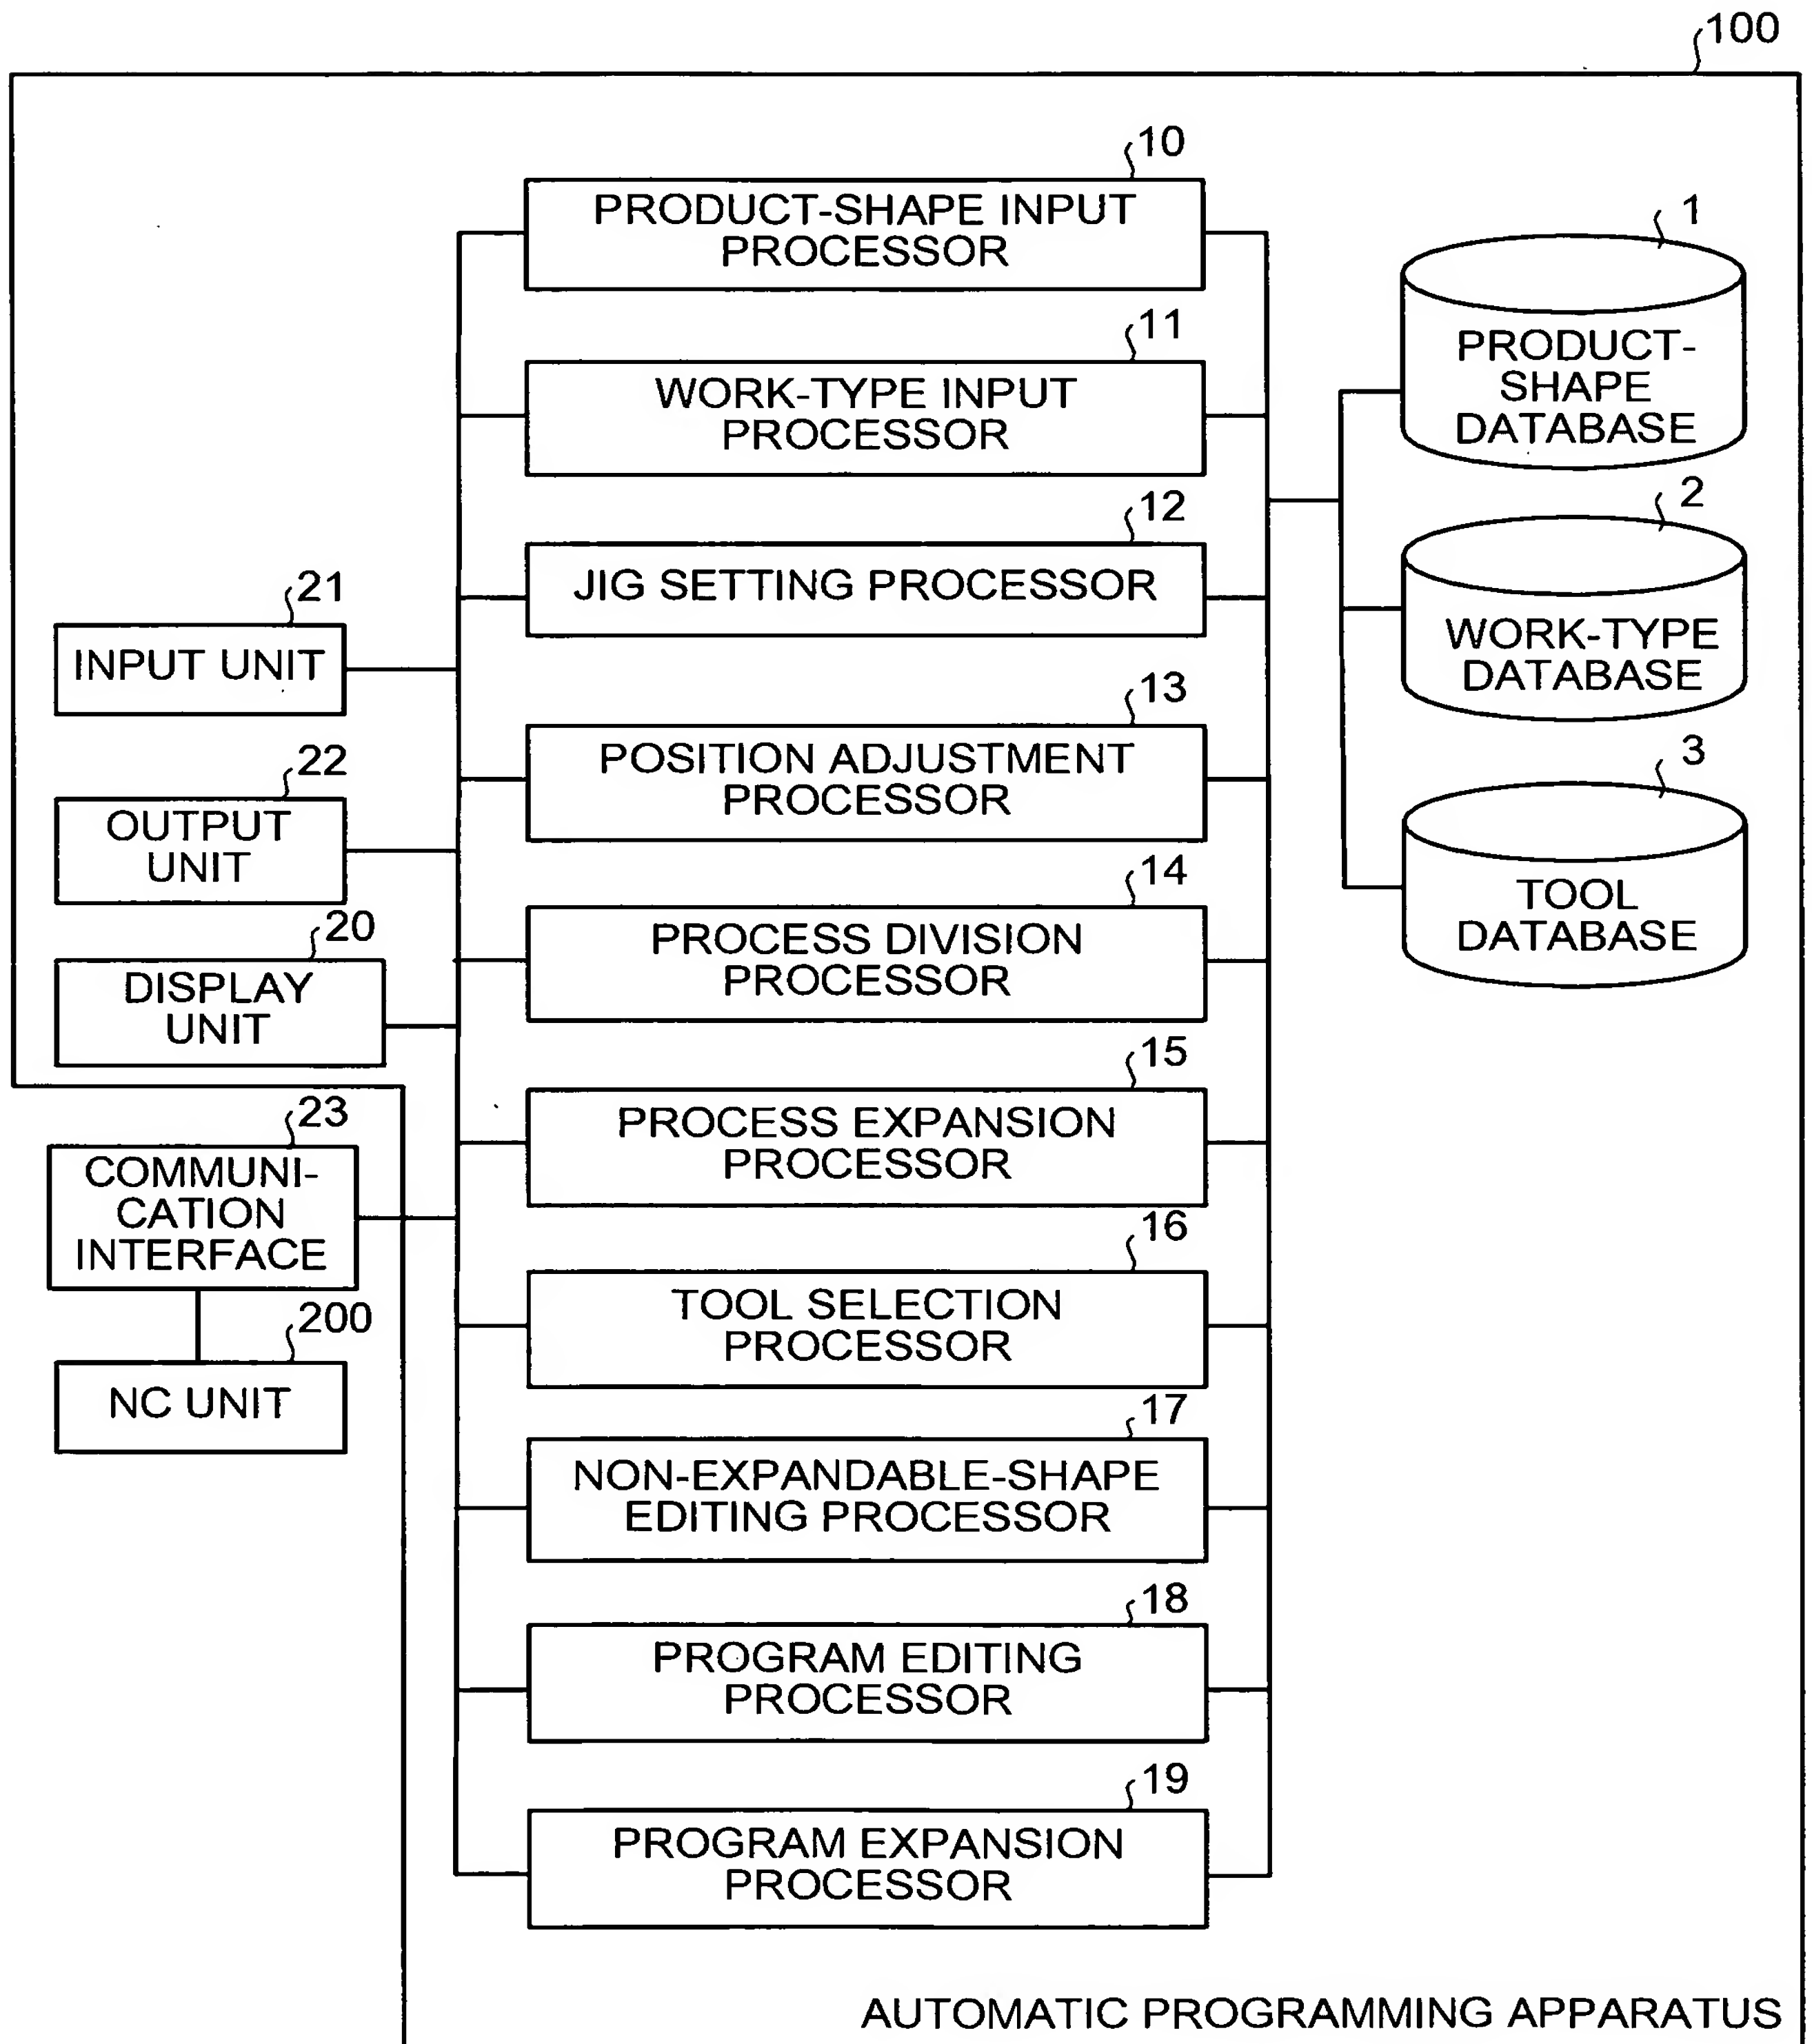 100
10
PRODUCT-SHAPE INPUT
PROCESSOR
11
WORK-TYPE INPUT
PROCESSOR
12
JIG SETTING PROCESSOR
13
POSITION ADJUSTMENT
PROCESSOR
14
PROCESS DIVISION
PROCESSOR
15
PROCESS EXPANSION
PROCESSOR
16
TOOL SELECTION
PROCESSOR
17
NON-EXPANDABLE-SHAPE
EDITING PROCESSOR
18
PROGRAM EDITING
PROCESSOR
19
PROGRAM EXPANSION
PROCESSOR
21
INPUT UNIT
22
OUTPUT
UNIT
20
DISPLAY
UNIT
23
COMMUNI-
CATION
INTERFACE
200
NC UNIT
1
PRODUCT-
SHAPE
DATABASE
2
WORK-TYPE
DATABASE
3
TOOL
DATABASE
AUTOMATIC PROGRAMMING APPARATUS